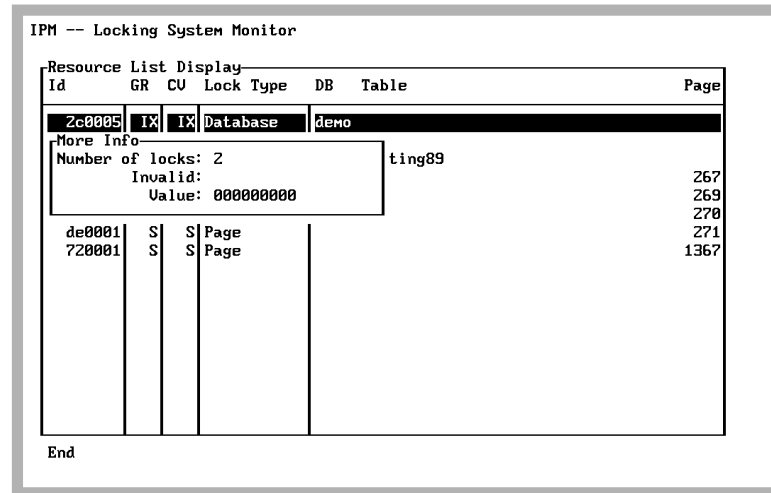 IPM -- Locking System Monitor
Resource List Display
Id GR CV Lock Type DB Table Page
2c0005 IX IX Database demo
More Info
Number of locks: 2 ting89
Invalid: 267
Value: 000000000 269
270
de0001 S S Page 271
720001 S S Page 1367
End